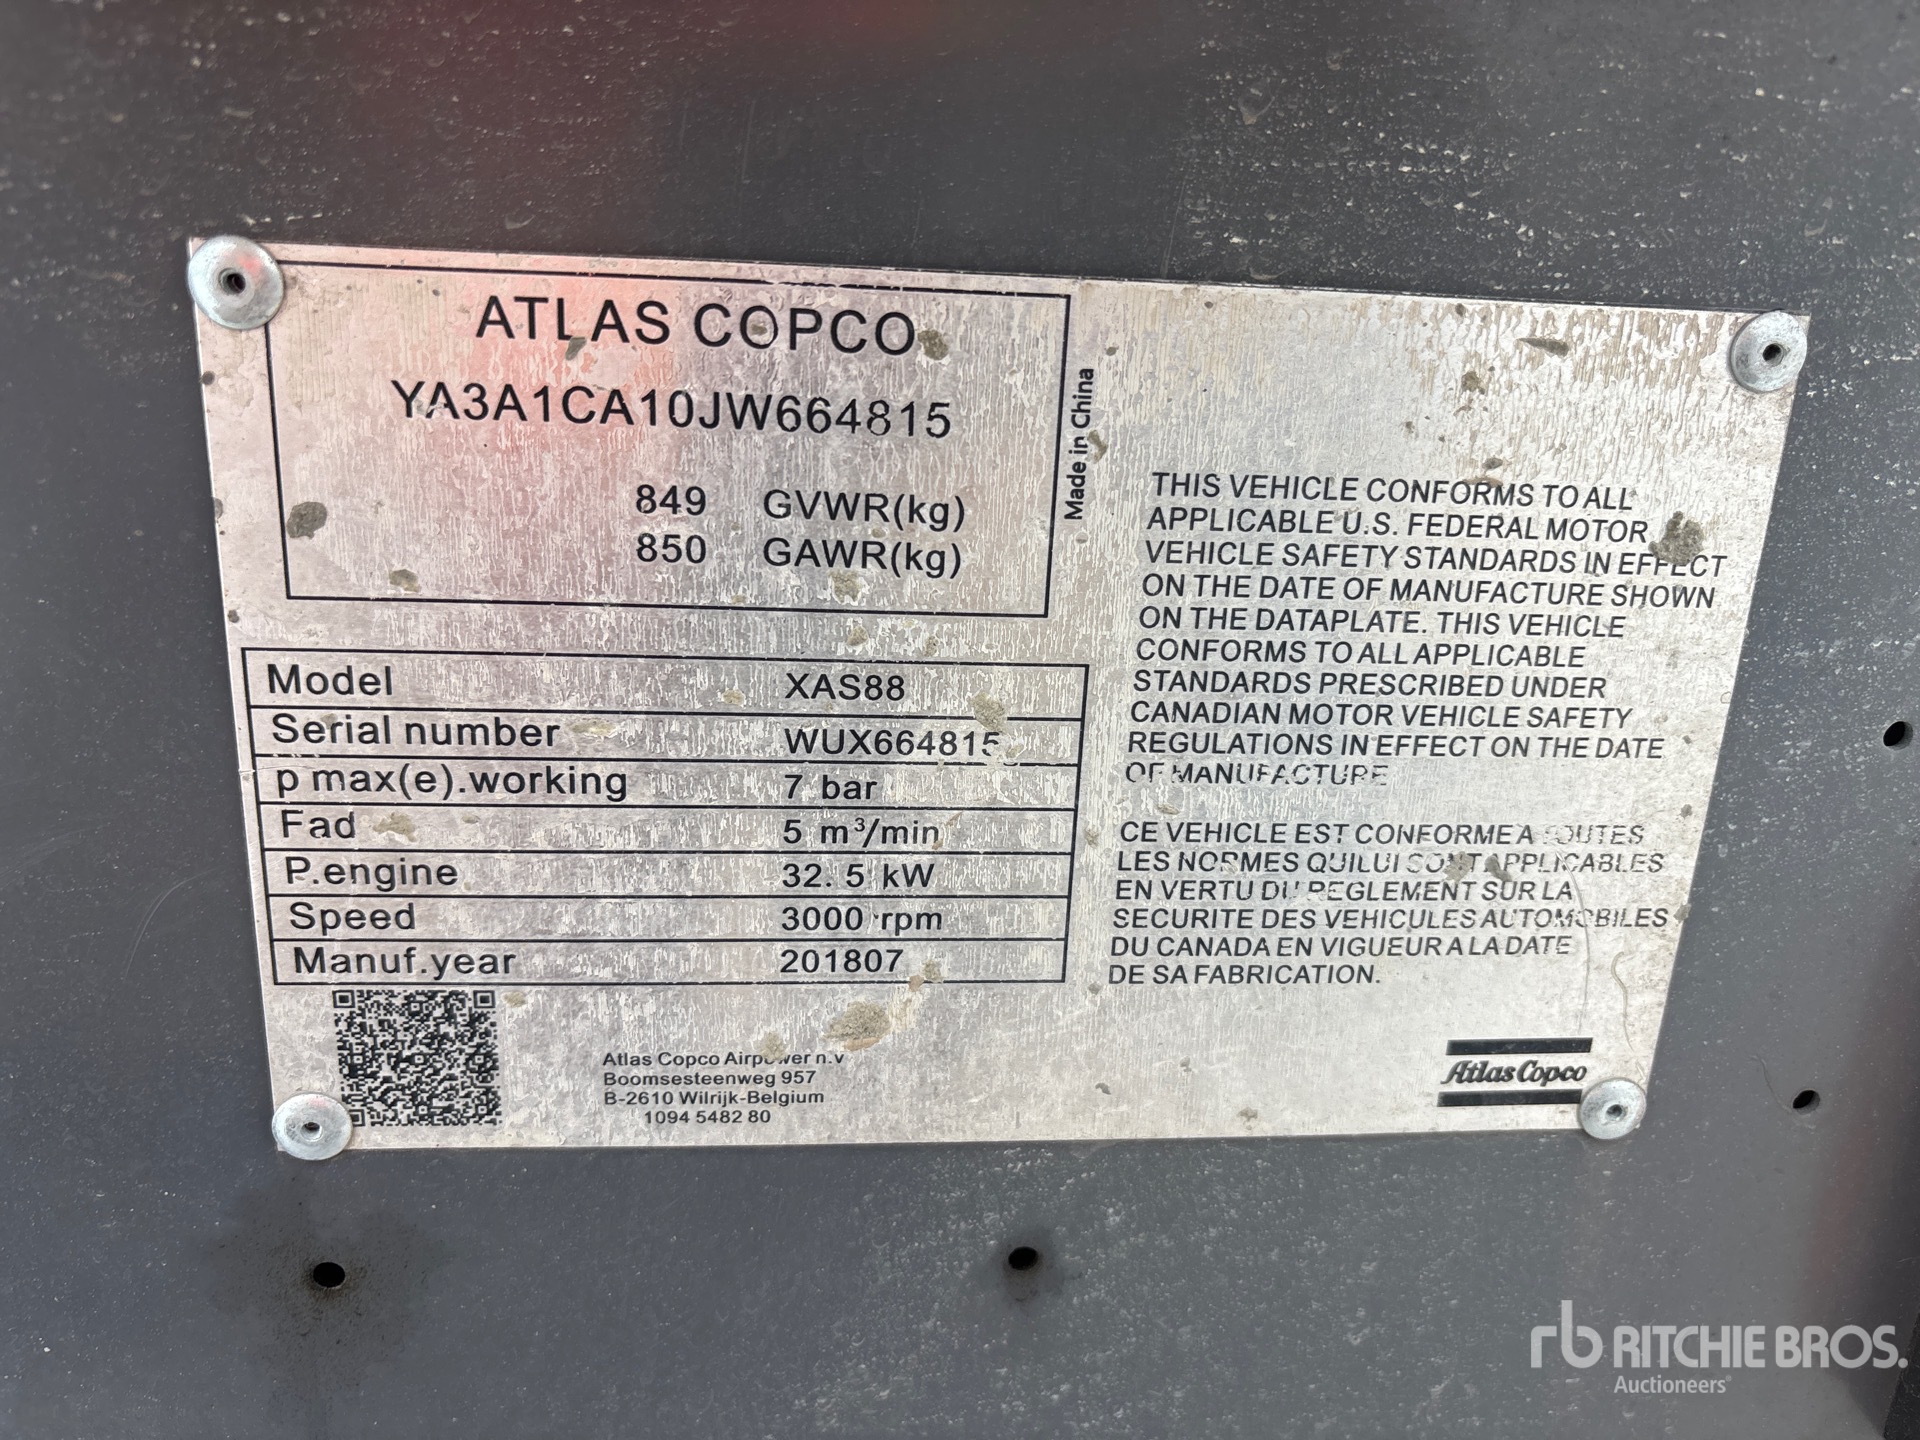 ATLAS COPCO
YA3A1CA10JW664815
849 GVWR(kg)
850 GAWR(kg)
Made in China
Model XAS88
Serial number WUX664815
p max(e).working 7 bar
Fad 5 m³/min
P.engine 32.5 kW
Speed 3000 rpm
Manuf.year 201807
Atlas Copco Airpower n.v
Boomsesteenweg 957
B-2610 Wilrijk-Belgium
1094 5482 80
THIS VEHICLE CONFORMS TO ALL
APPLICABLE U.S. FEDERAL MOTOR
VEHICLE SAFETY STANDARDS IN EFFECT
ON THE DATE OF MANUFACTURE SHOWN
ON THE DATAPLATE. THIS VEHICLE
CONFORMS TO ALL APPLICABLE
STANDARDS PRESCRIBED UNDER
CANADIAN MOTOR VEHICLE SAFETY
REGULATIONS IN EFFECT ON THE DATE
OF MANUFACTURE
CE VEHICLE EST CONFORME A TOUTES
LES NORMES QUILUI SONT APPLICABLES
EN VERTU DU REGLEMENT SUR LA
SECURITE DES VEHICULES AUTOMOBILES
DU CANADA EN VIGUEUR A LA DATE
DE SA FABRICATION.
Atlas Copco
rb RITCHIE BROS.
Auctioneers